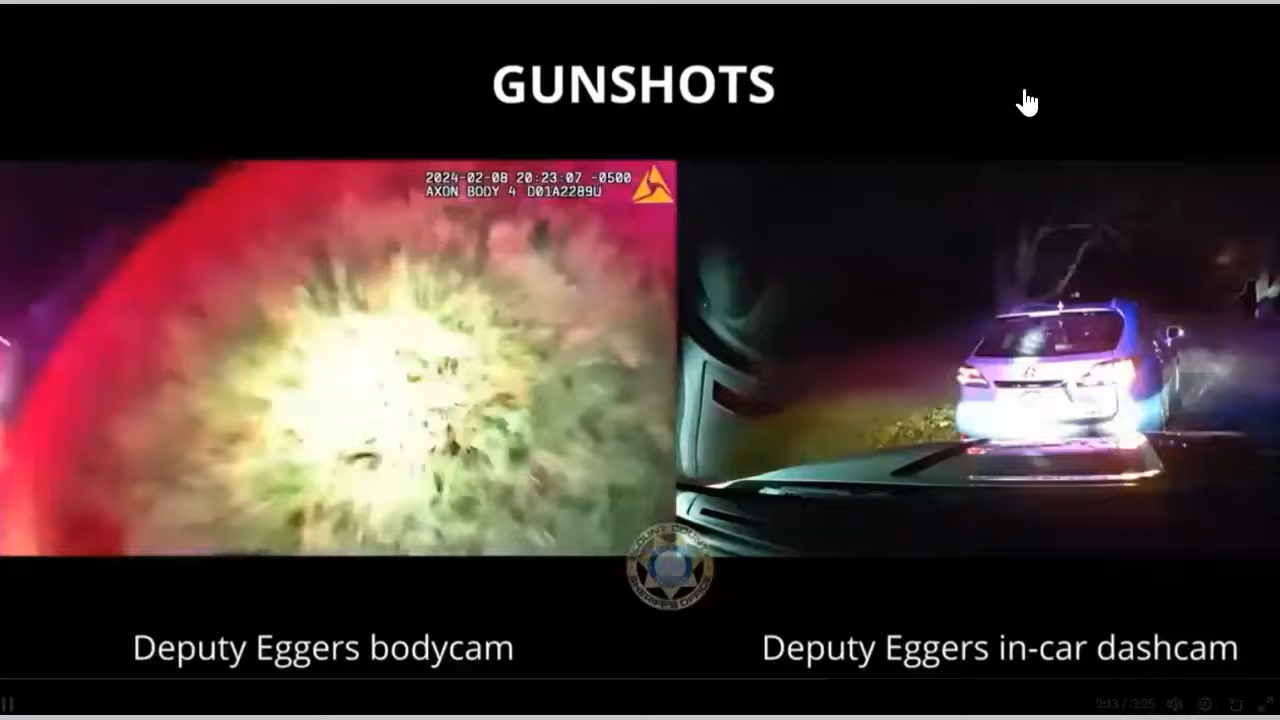 GUNSHOTS
2024-02-08 20:23:07 -0500
AXON BODY 4 D01A2289U
Deputy Eggers bodycam
Deputy Eggers in-car dashcam